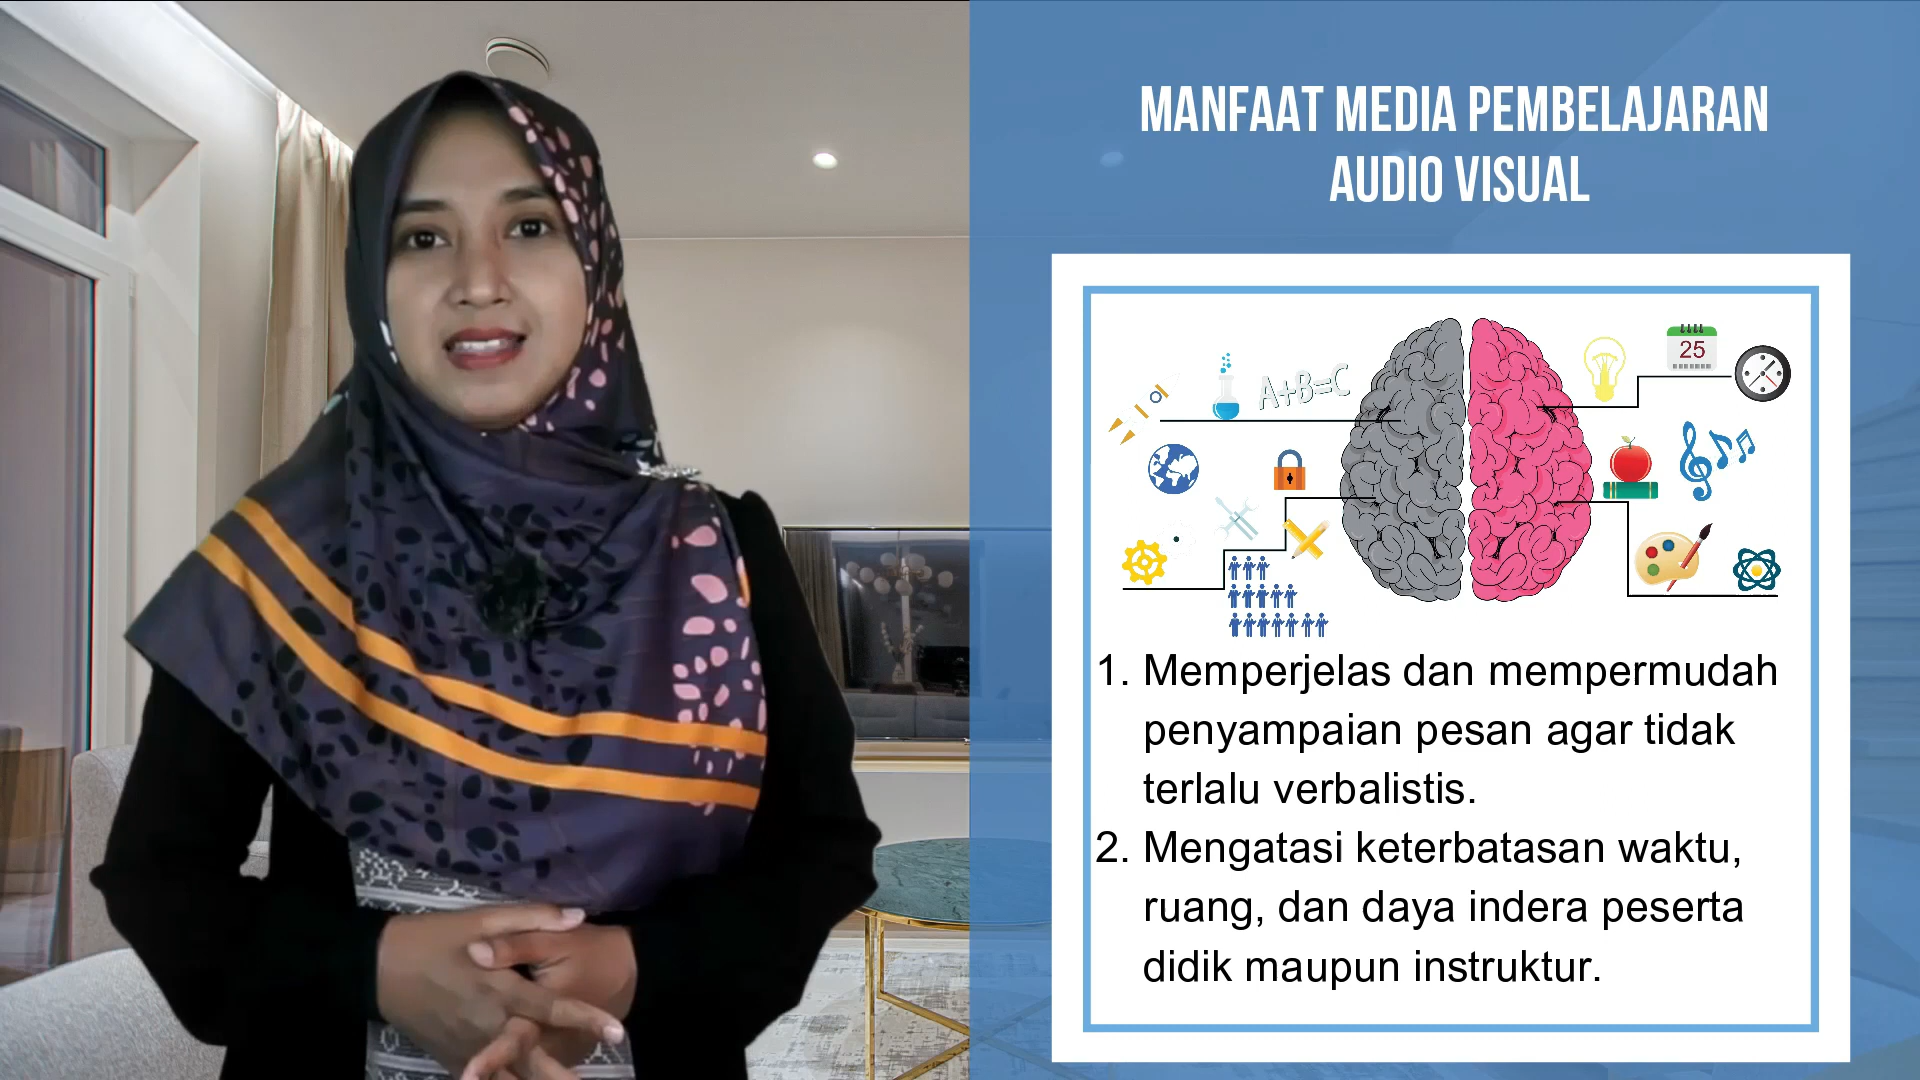 MANFAAT MEDIA PEMBELAJARAN
AUDIO VISUAL
A+B=C
25
1. Memperjelas dan mempermudah
penyampaian pesan agar tidak
terlalu verbalistis.
2. Mengatasi keterbatasan waktu,
ruang, dan daya indera peserta
didik maupun instruktur.